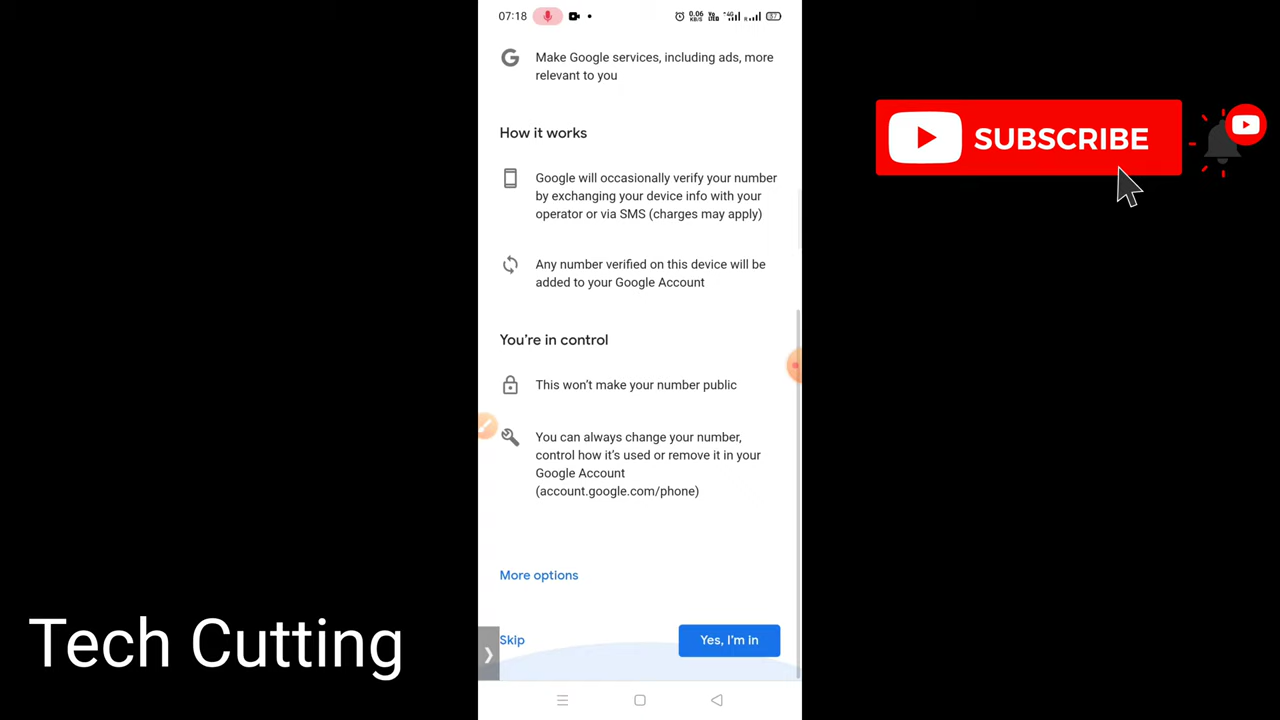 07:18
0.06
KB/S
4G
R
Make Google services, including ads, more
relevant to you
How it works
Google will occasionally verify your number
by exchanging your device info with your
operator or via SMS (charges may apply)
Any number verified on this device will be
added to your Google Account
You’re in control
This won’t make your number public
You can always change your number,
control how it’s used or remove it in your
Google Account
(account.google.com/phone)
More options
Skip
Yes, I’m in
SUBSCRIBE
Tech Cutting